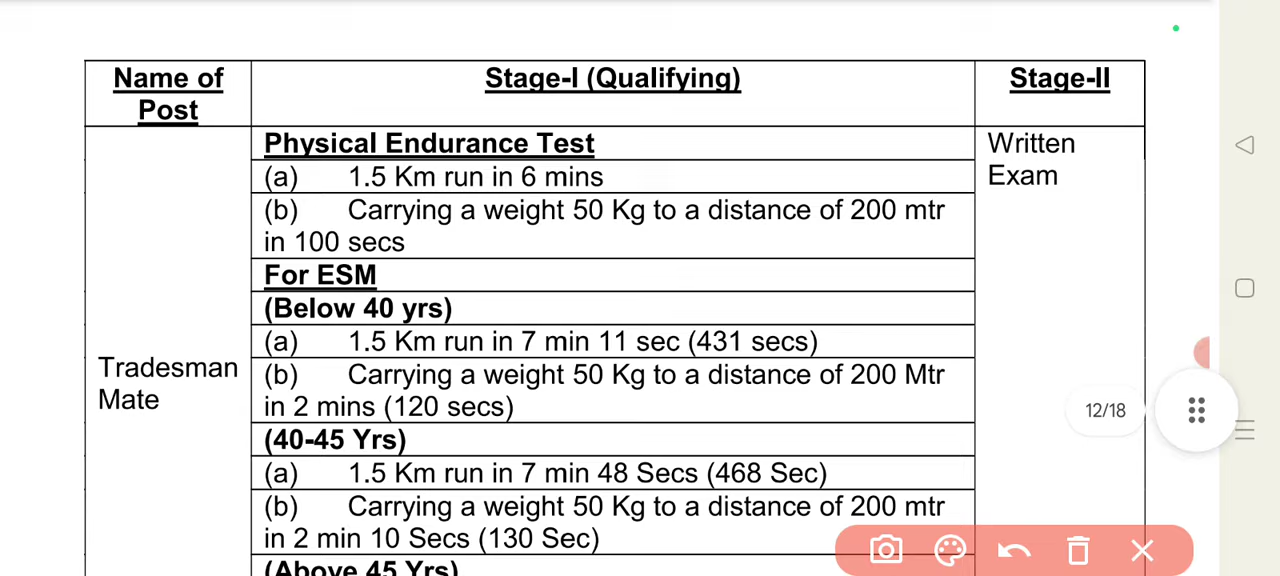 Name of Post
Stage-I (Qualifying)
Stage-II
Physical Endurance Test
(a) 1.5 Km run in 6 mins
(b) Carrying a weight 50 Kg to a distance of 200 mtr
in 100 secs
For ESM
(Below 40 yrs)
(a) 1.5 Km run in 7 min 11 sec (431 secs)
(b) Carrying a weight 50 Kg to a distance of 200 Mtr
in 2 mins (120 secs)
(40-45 Yrs)
(a) 1.5 Km run in 7 min 48 Secs (468 Sec)
(b) Carrying a weight 50 Kg to a distance of 200 mtr
in 2 min 10 Secs (130 Sec)
(Above 45 Yrs)
Tradesman
Mate
Written
Exam
12/18